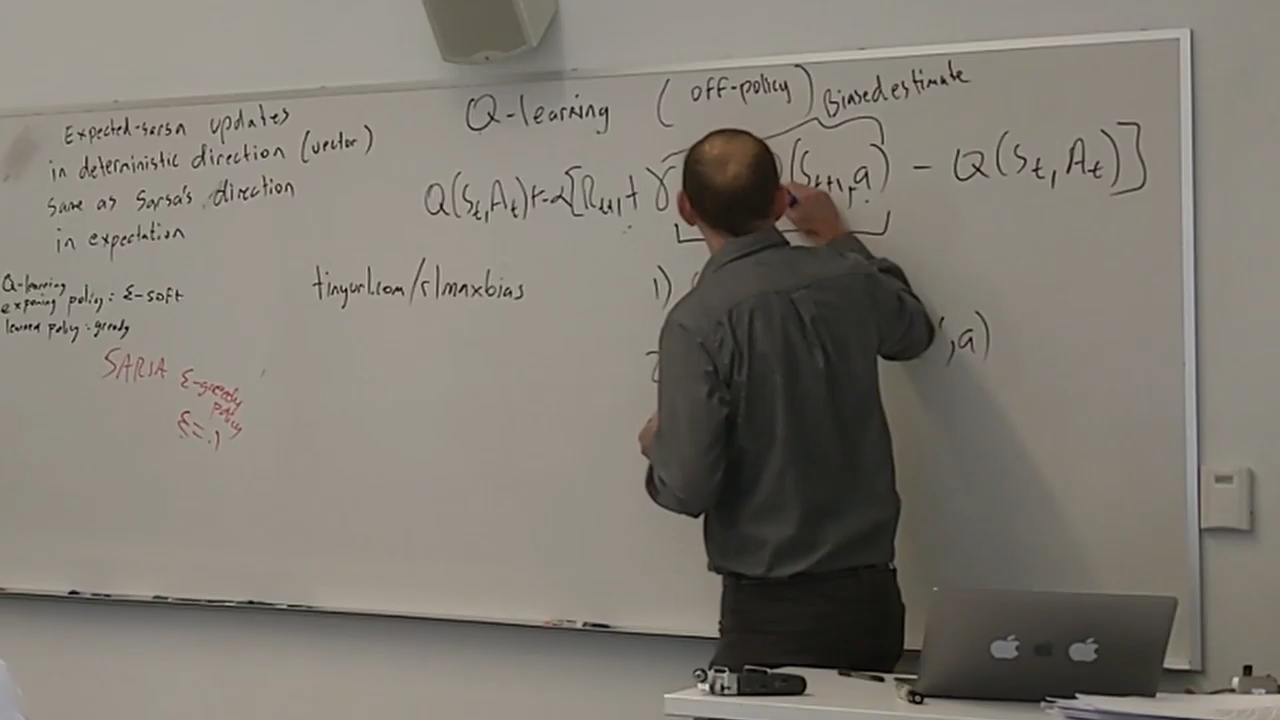 Expected-sarsa updates
in deterministic direction (vector)
same as Sarsa's direction
in expectation
Q-learning
exploring policy: ε-soft
learned policy: greedy
SARSA ε-greedy
policy
ε=.1
Q-learning (off-policy) Biased estimate
Q(St,At)+=α[Rt+1+γ (St+1,a) - Q(St,At)]
tinyurl.com/rlmaxbias
1)
',a)